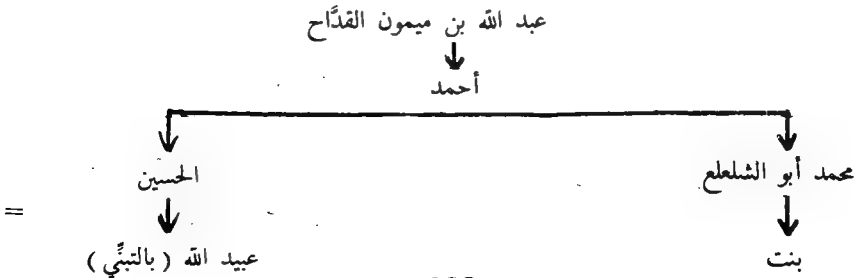 عبد الله بن ميمون القدَّاح
أحمد
محمد أبو الشلعلع الحسين
=
بنت عبيد الله ( بالتبنِّي )